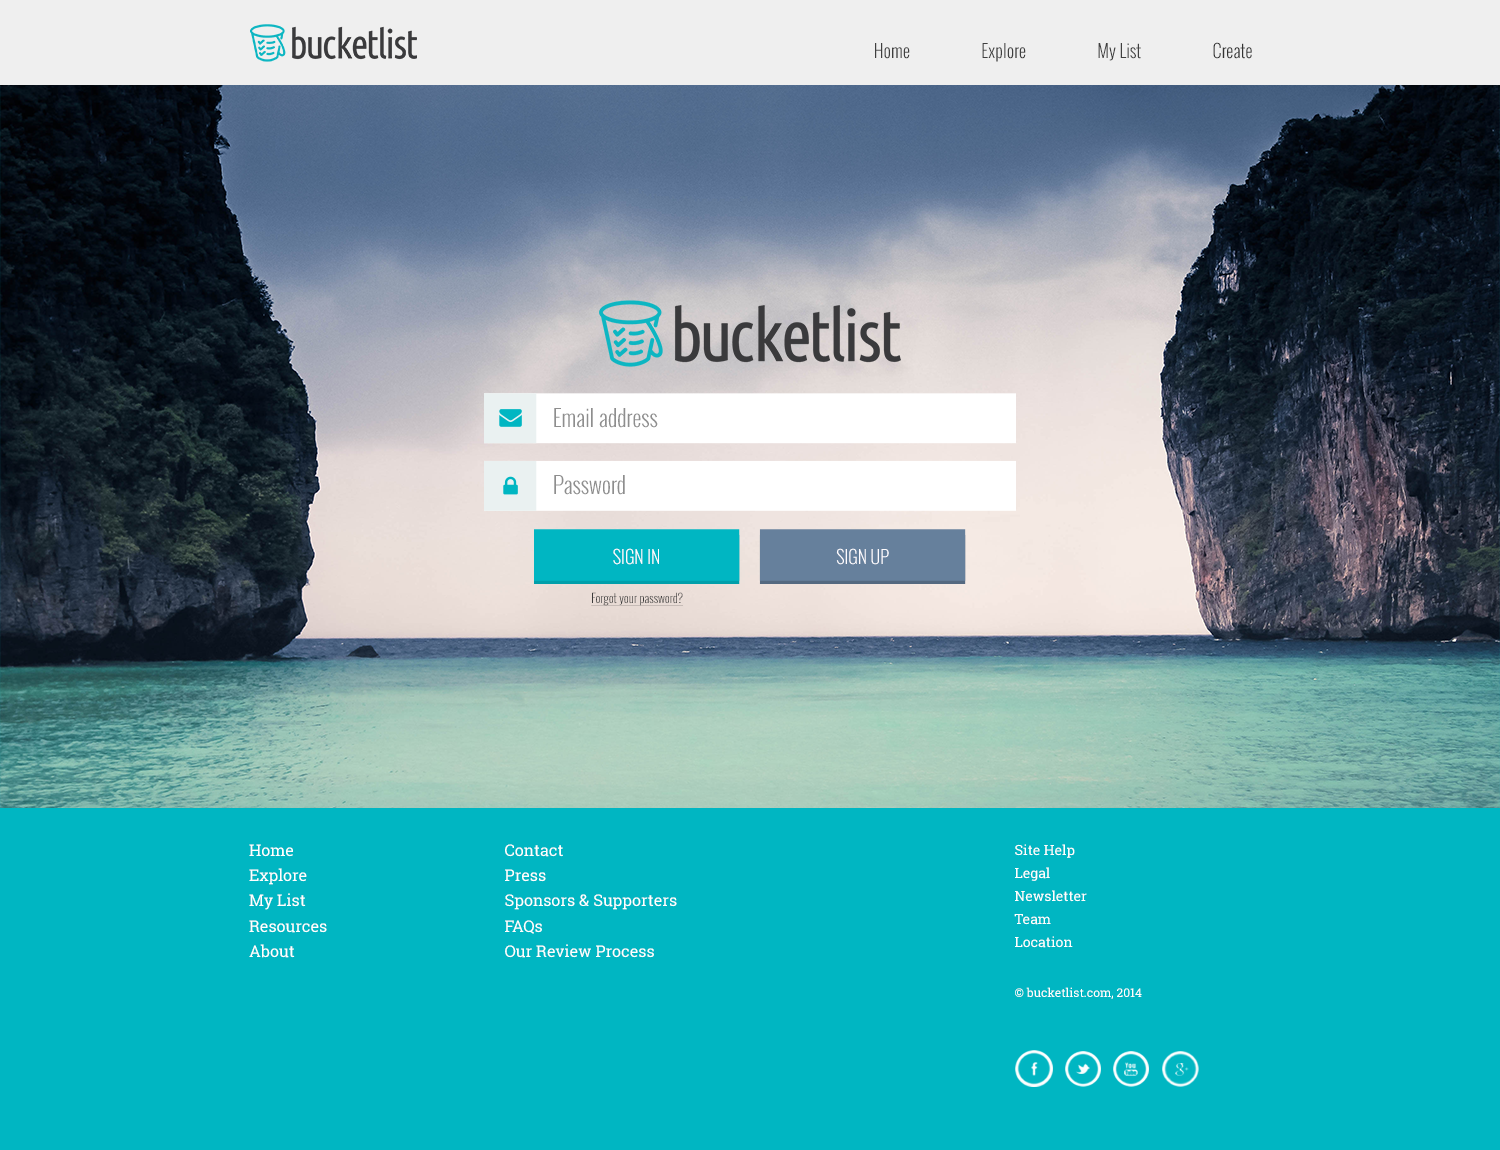 bucketlist
Home
Explore
My List
Create
bucketlist
Email address
Password
SIGN IN
SIGN UP
Forgot your password?
Home
Explore
My List
Resources
About
Contact
Press
Sponsors & Supporters
FAQs
Our Review Process
Site Help
Legal
Newsletter
Team
Location
© bucketlist.com, 2014
f
You
g+